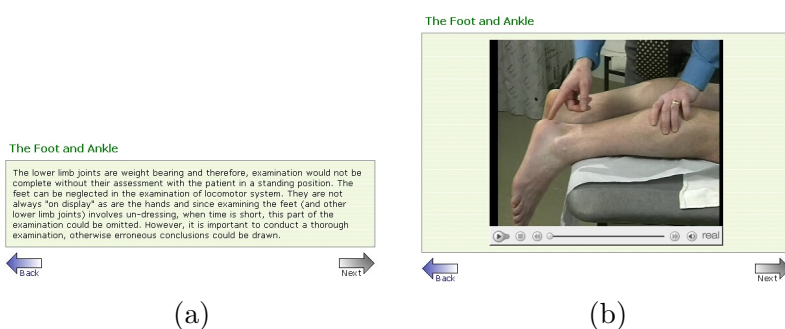 The Foot and Ankle
The lower limb joints are weight bearing and therefore, examination would not be
complete without their assessment with the patient in a standing position. The
feet can be neglected in the examination of locomotor system. They are not
always "on display" as are the hands and since examining the feet (and other
lower limb joints) involves un-dressing, when time is short, this part of the
examination could be omitted. However, it is important to conduct a thorough
examination, otherwise erroneous conclusions could be drawn.
Back
Next
(a)
The Foot and Ankle
real
Back
Next
(b)